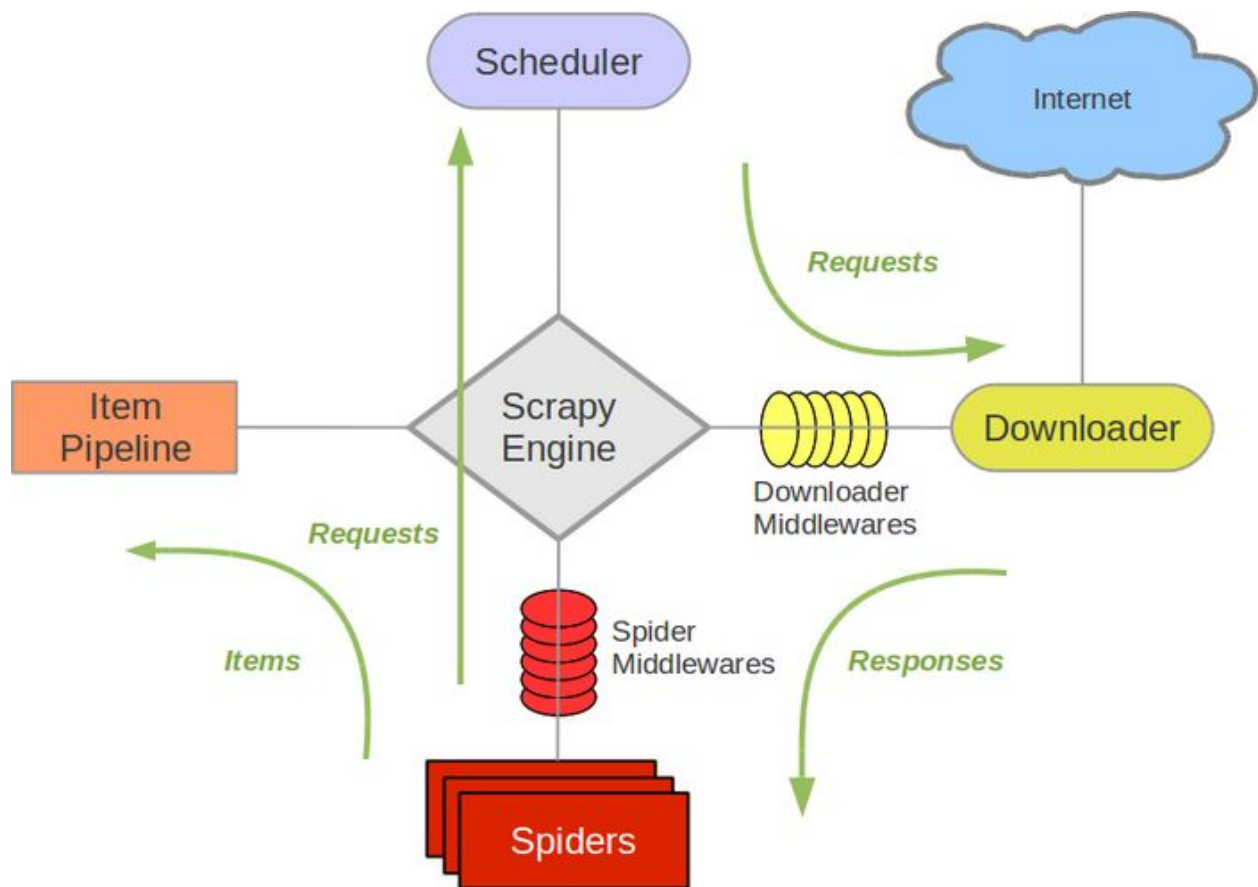 Scheduler
Internet
Requests
Item
Pipeline
Scrapy
Engine
Downloader
Downloader
Middlewares
Requests
Items
Spider
Middlewares
Responses
Spiders